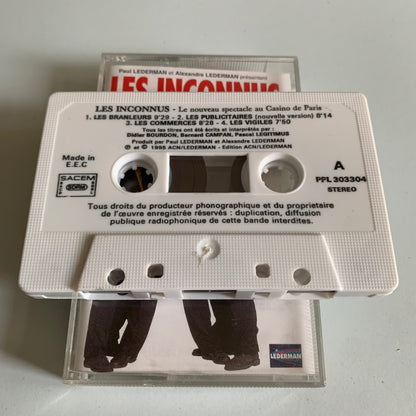 Paul LEDERMAN et Alexandre LEDERMAN présentent
LES INCONNUS
LES INCONNUS - Le nouveau spectacle au Casino de Paris
1. LES BRANLEURS 9'29 - 2. LES PUBLICITAIRES (nouvelle version) 8'14
3. LES COMMERCES 8'28 - 4. LES VIGILES 7'50
Tous les titres ont été écrits et interprétés par :
Didier BOURDON, Bernard CAMPAN, Pascal LEGITIMUS
Produit par Paul LEDERMAN et Alexandre LEDERMAN
℗ et © 1995 ACN/LEDERMAN - Edition ACN/LEDERMAN
Made in
E.E.C
SACEM
SDRM
A
PPL 303304
STEREO
Tous droits du producteur phonographique et du proprietaire
de l'œuvre enregistrée réservés : duplication, diffusion
publique radiophonique de cette bande interdites.
LEDERMAN